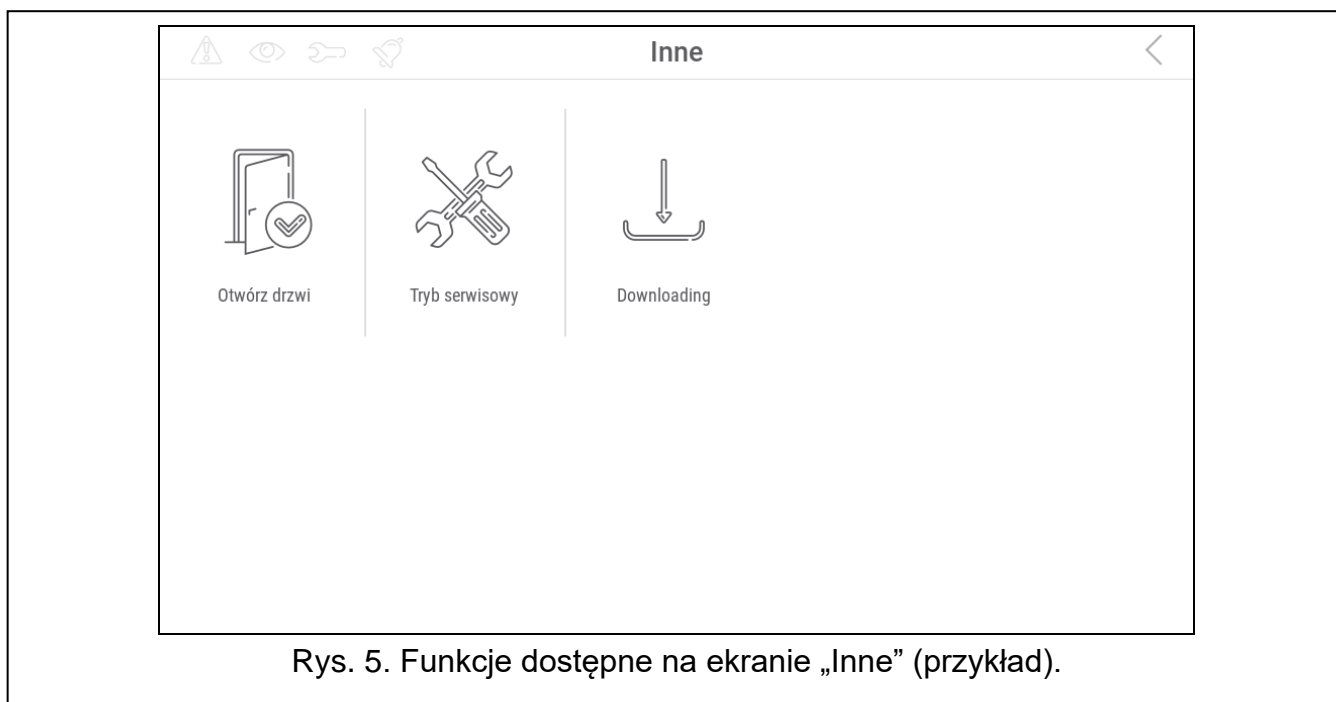 Inne
Otwórz drzwi
Tryb serwisowy
Downloading
Rys. 5. Funkcje dostępne na ekranie „Inne” (przykład).